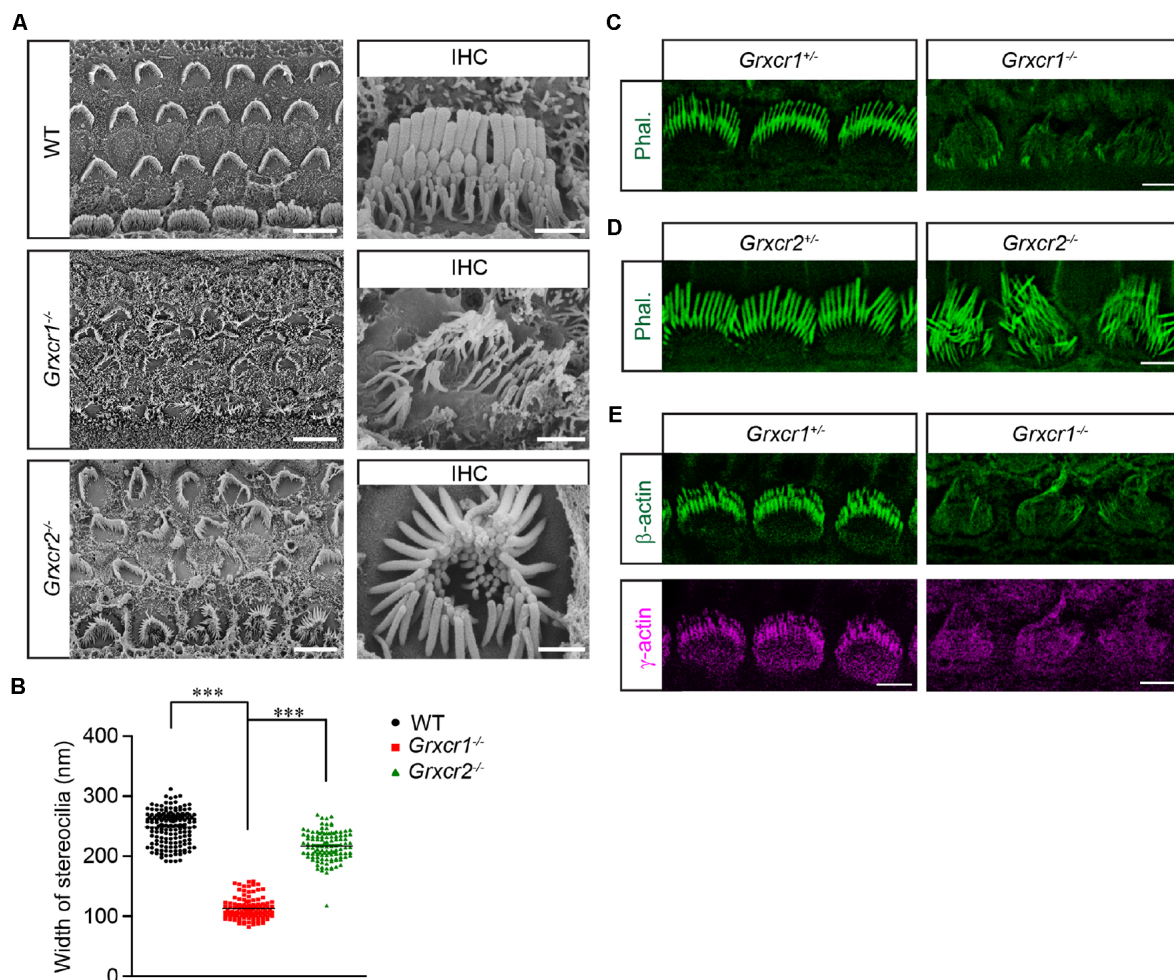 A
WT
IHC
Grxcr1-/-
IHC
Grxcr2-/-
IHC
B
Width of stereocilia (nm)
400
300
200
100
0
***
***
WT
Grxcr1-/-
Grxcr2-/-
C
Grxcr1+/-
Grxcr1-/-
Phal.
D
Grxcr2+/-
Grxcr2-/-
Phal.
E
Grxcr1+/-
Grxcr1-/-
β-actin
γ-actin